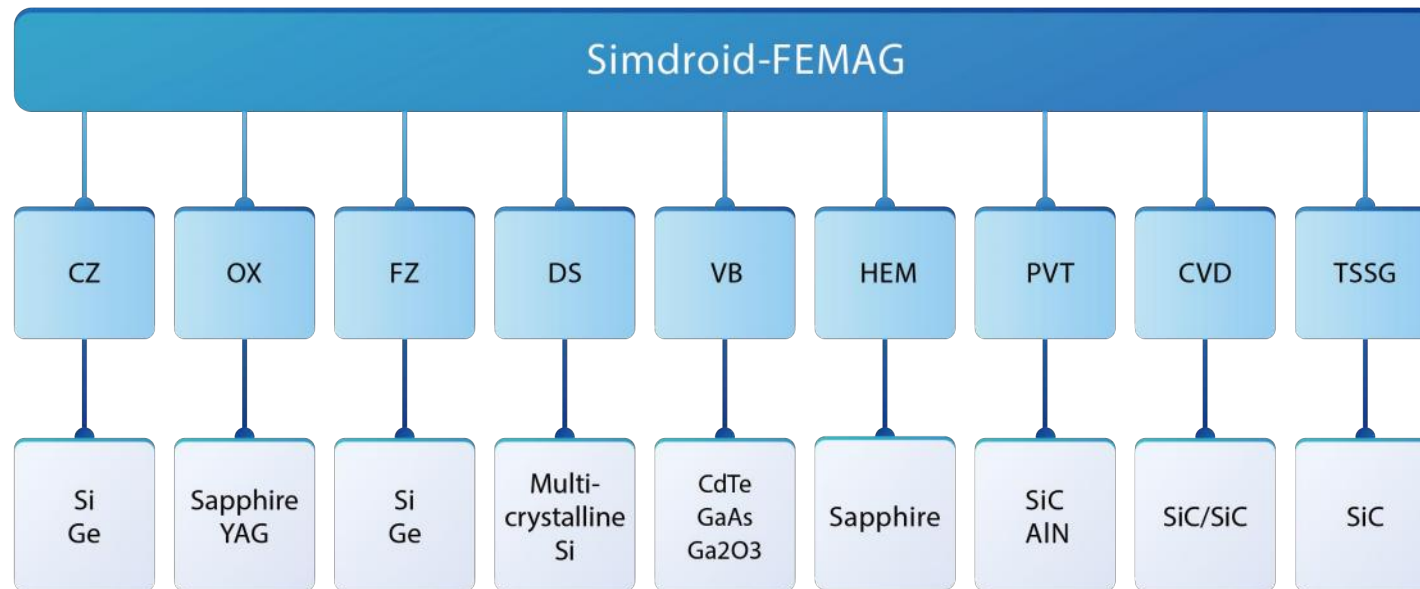 Simdroid-FEMAG
CZ
OX
FZ
DS
VB
HEM
PVT
CVD
TSSG
Si
Ge
Sapphire
YAG
Si
Ge
Multi-
crystalline
Si
CdTe
GaAs
Ga2O3
Sapphire
SiC
AlN
SiC/SiC
SiC